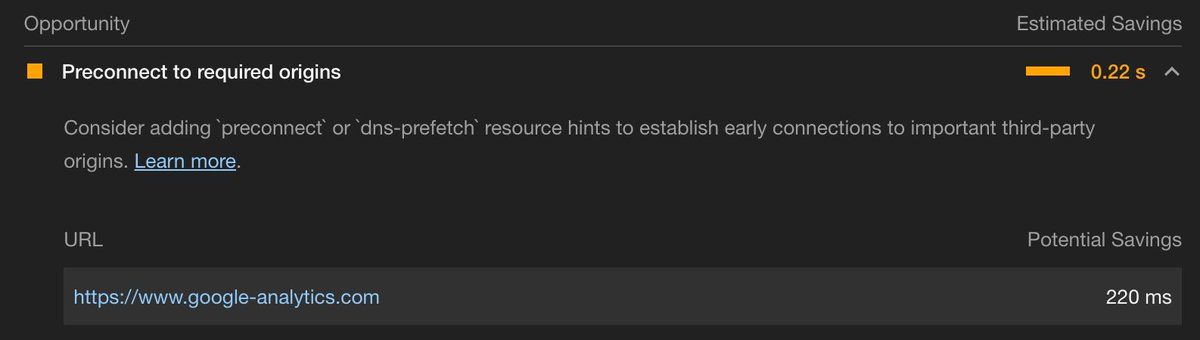 Opportunity Estimated Savings
Preconnect to required origins 0.22 s
Consider adding `preconnect` or `dns-prefetch` resource hints to establish early connections to important third-party
origins. Learn more.
URL Potential Savings
https://www.google-analytics.com 220 ms